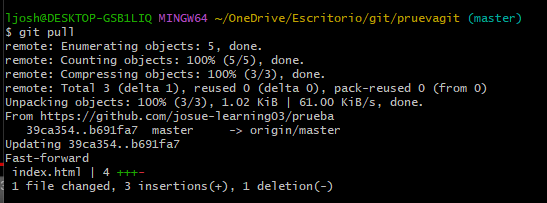 ljosh@DESKTOP-GSB1LIQ MINGW64 ~/OneDrive/Escritorio/git/pruevagit (master)
$ git pull
remote: Enumerating objects: 5, done.
remote: Counting objects: 100% (5/5), done.
remote: Compressing objects: 100% (3/3), done.
remote: Total 3 (delta 1), reused 0 (delta 0), pack-reused 0 (from 0)
Unpacking objects: 100% (3/3), 1.02 KiB | 61.00 KiB/s, done.
From https://github.com/josue-learning03/prueba
   39ca354..b691fa7  master     -> origin/master
Updating 39ca354..b691fa7
Fast-forward
 index.html | 4 +++-
 1 file changed, 3 insertions(+), 1 deletion(-)